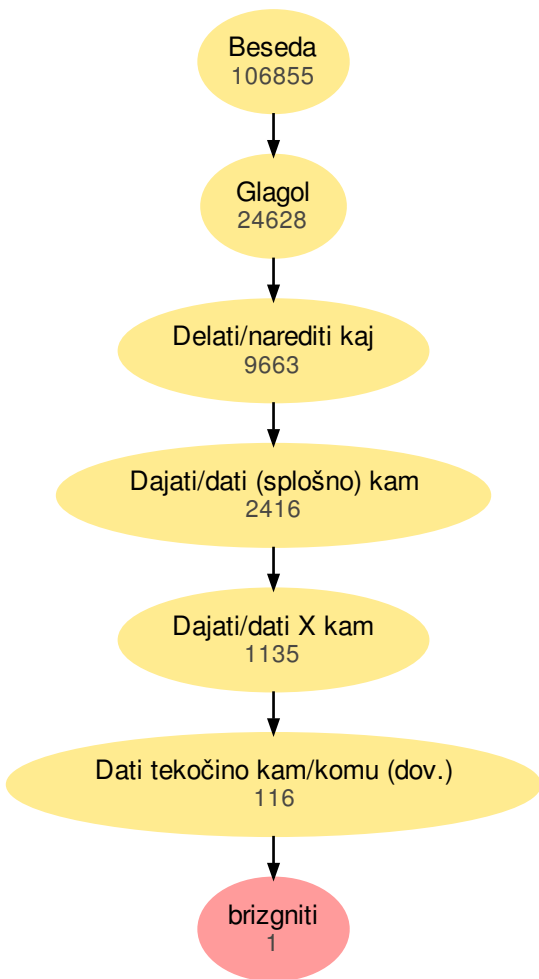 Beseda
106855
Glagol
24628
Delati/narediti kaj
9663
Dajati/dati (splošno) kam
2416
Dajati/dati X kam
1135
Dati tekočino kam/komu (dov.)
116
brizgniti
1